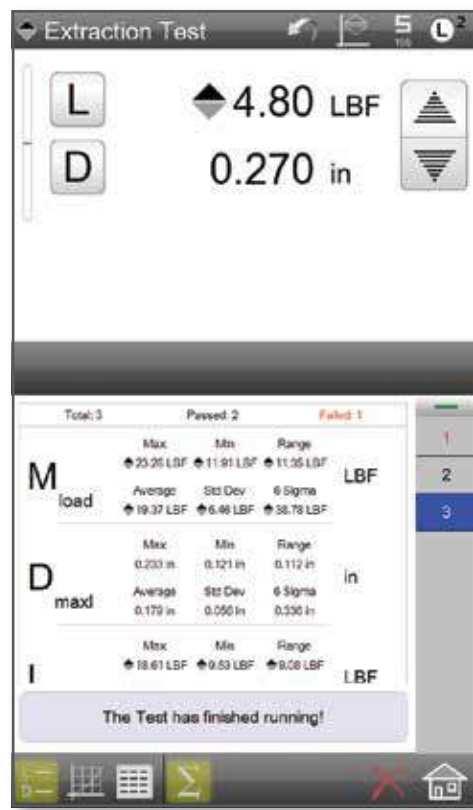 Extraction Test
5
100
L 2
L
4.80 LBF
D
0.270 in
Total: 3 Passed: 2 Failed: 1
1
2
3
Max Min Range
23.26 LBF 11.91 LBF 11.35 LBF
M load
LBF
Average Std Dev 6 Sigma
19.37 LBF 6.46 LBF 38.78 LBF
Max Min Range
0.233 in 0.121 in 0.112 in
D maxl
in
Average Std Dev 6 Sigma
0.179 in 0.056 in 0.336 in
Max Min Range
18.61 LBF 9.53 LBF 9.08 LBF
LBF
The Test has finished running!